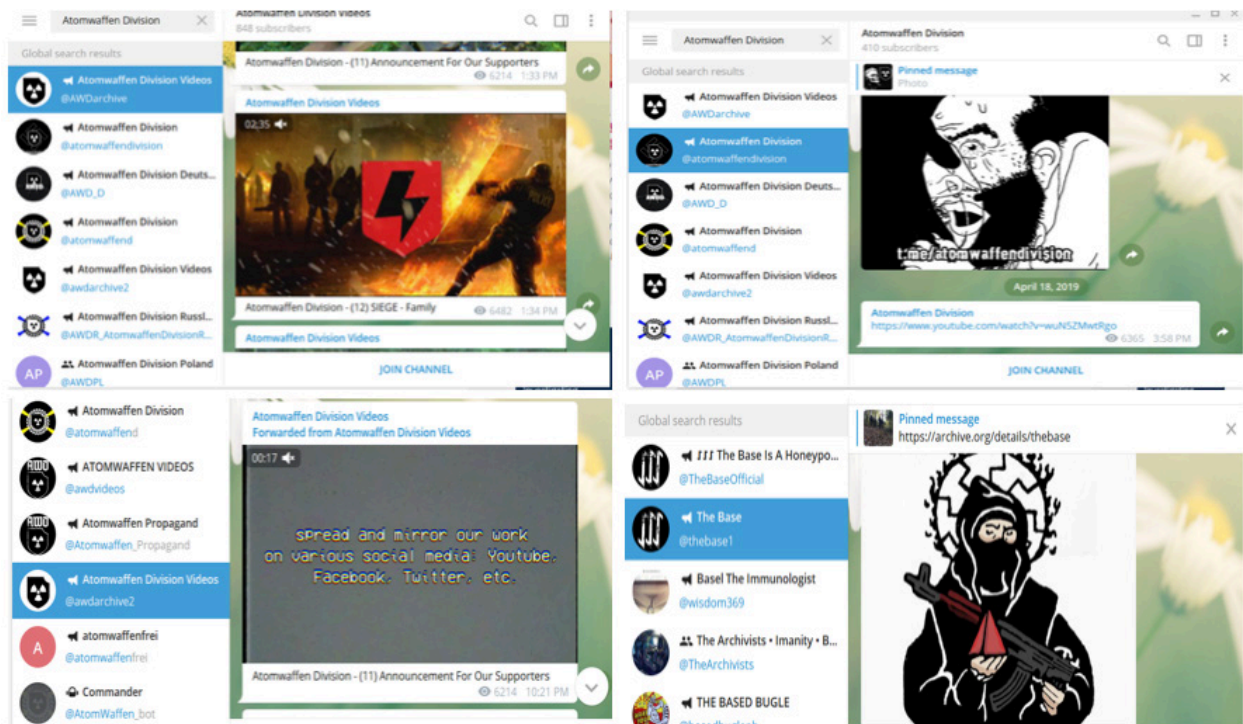 Atomwaffen Division
Global search results
Atomwaffen Division Videos
@AWDarchive
Atomwaffen Division
@atomwaffendivision
Atomwaffen Division Deuts...
@AWD_D
Atomwaffen Division
@atomwaffend
Atomwaffen Division Videos
@awdarchive2
Atomwaffen Division Russl...
@AWDR_AtomwaffenDivisionR...
AP
Atomwaffen Division Poland
@AWDPL
Atomwaffen Division Videos
848 subscribers
Atomwaffen Division - (11) Announcement For Our Supporters
6214 1:33 PM
Atomwaffen Division Videos
02:35
POLICE
Atomwaffen Division - (12) SIEGE - Family
6482 1:34 PM
Atomwaffen Division Videos
JOIN CHANNEL
Atomwaffen Division
Global search results
Atomwaffen Division Videos
@AWDarchive
Atomwaffen Division
@atomwaffendivision
Atomwaffen Division Deuts...
@AWD_D
Atomwaffen Division
@atomwaffend
Atomwaffen Division Videos
@awdarchive2
Atomwaffen Division Russl...
@AWDR_AtomwaffenDivisionR...
AP
Atomwaffen Division Poland
@AWDPL
Atomwaffen Division
410 subscribers
Pinned message
Photo
t.me/atomwaffendivision
April 18, 2019
Atomwaffen Division
https://www.youtube.com/watch?v=wuNSZMwtRgo
6365 3:58 PM
JOIN CHANNEL
Atomwaffen Division
@atomwaffend
AWD
ATOMWAFFEN VIDEOS
@awdvideos
AWD
Atomwaffen Propagand
@Atomwaffen_Propagand
Atomwaffen Division Videos
@awdarchive2
A
atomwaffenfrei
@atomwaffenfrei
Commander
@AtomWaffen_bot
Atomwaffen Division Videos
Forwarded from Atomwaffen Division Videos
00:17
spread and mirror our work
on various social media: Youtube,
Facebook, Twitter, etc.
Atomwaffen Division - (11) Announcement For Our Supporters
6214 10:21 PM
Global search results
The Base Is A Honeypo...
@TheBaseOfficial
The Base
@thebase1
Basel The Immunologist
@wisdom369
The Archivists • Imanity • B...
@TheArchivists
THE BASED BUGLE
Pinned message
https://archive.org/details/thebase